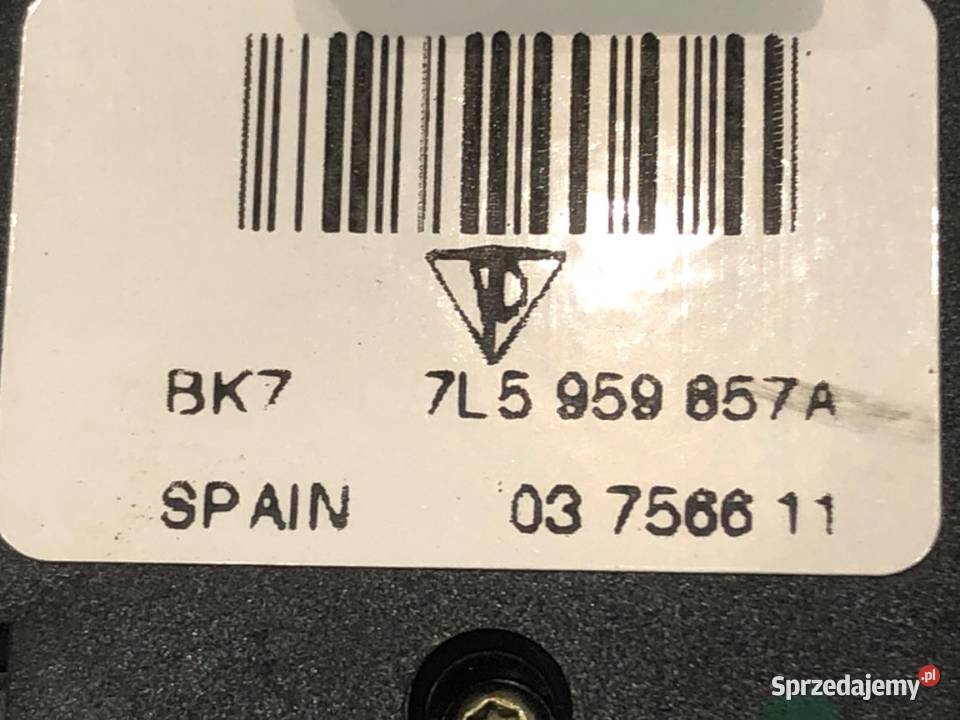 BK7 7L5 959 857A
SPAIN 03 7566 11
Sprzedajemy.pl